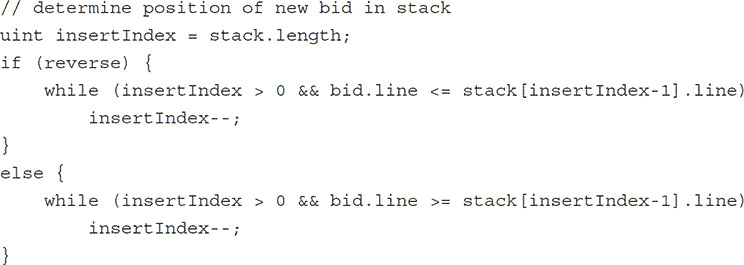 // determine position of new bid in stack
uint insertIndex = stack.length;
if (reverse) {
    while (insertIndex > 0 && bid.line <= stack[insertIndex-1].line)
        insertIndex--;
}
else {
    while (insertIndex > 0 && bid.line >= stack[insertIndex-1].line)
        insertIndex--;
}